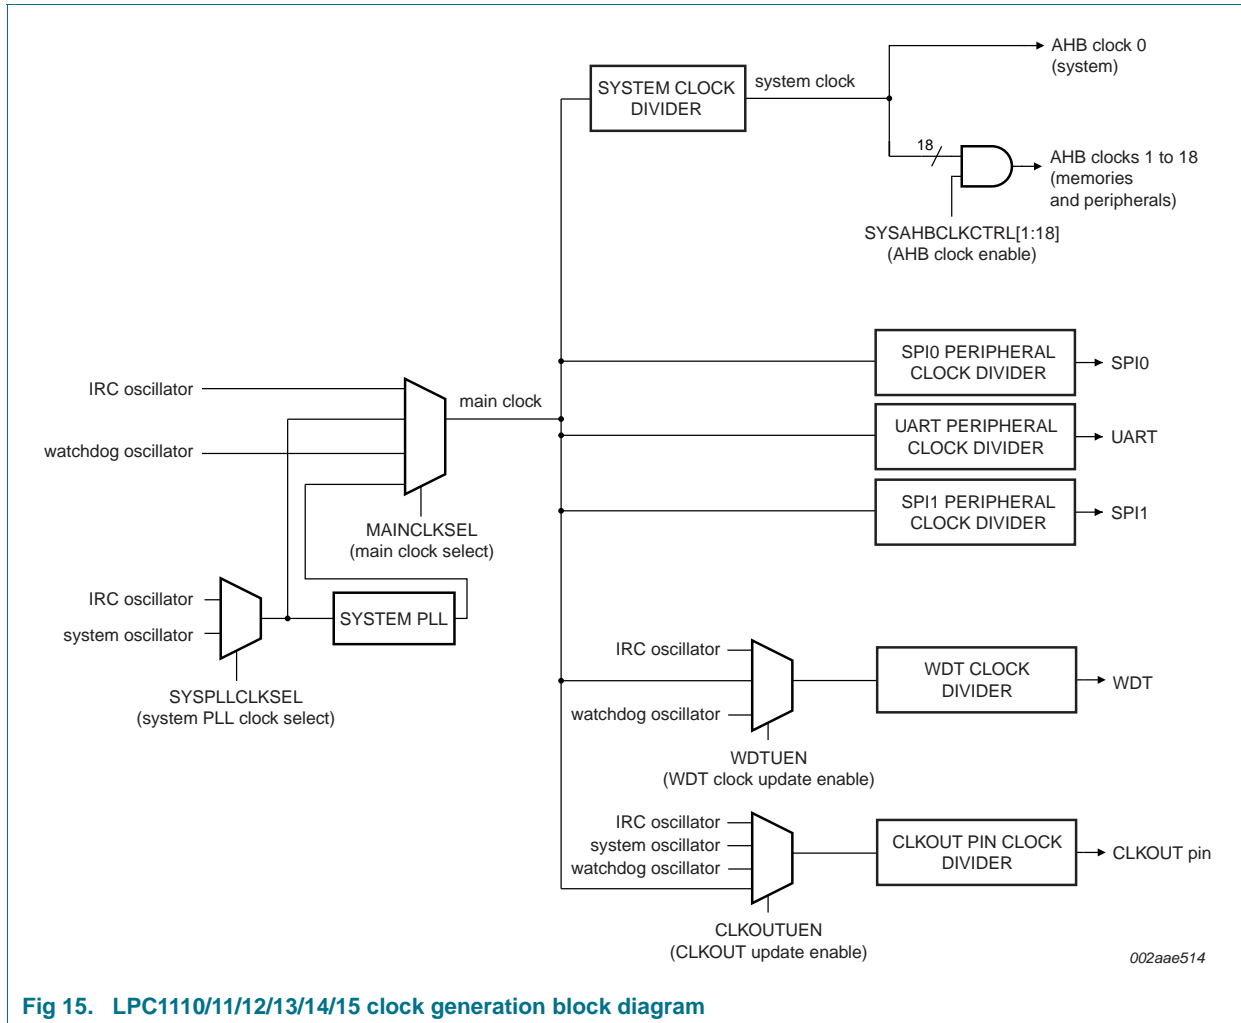 AHB clock 0
(system)
SYSTEM CLOCK
DIVIDER
system clock
18
AHB clocks 1 to 18
(memories
and peripherals)
SYSAHBCLKCTRL[1:18]
(AHB clock enable)
SPI0 PERIPHERAL
CLOCK DIVIDER
SPI0
IRC oscillator
main clock
UART PERIPHERAL
CLOCK DIVIDER
UART
watchdog oscillator
SPI1 PERIPHERAL
CLOCK DIVIDER
SPI1
MAINCLKSEL
(main clock select)
IRC oscillator
system oscillator
SYSTEM PLL
SYSPLLCLKSEL
(system PLL clock select)
IRC oscillator
watchdog oscillator
WDT CLOCK
DIVIDER
WDT
WDTUEN
(WDT clock update enable)
IRC oscillator
system oscillator
watchdog oscillator
CLKOUT PIN CLOCK
DIVIDER
CLKOUT pin
CLKOUTUEN
(CLKOUT update enable)
002aae514
Fig 15. LPC1110/11/12/13/14/15 clock generation block diagram